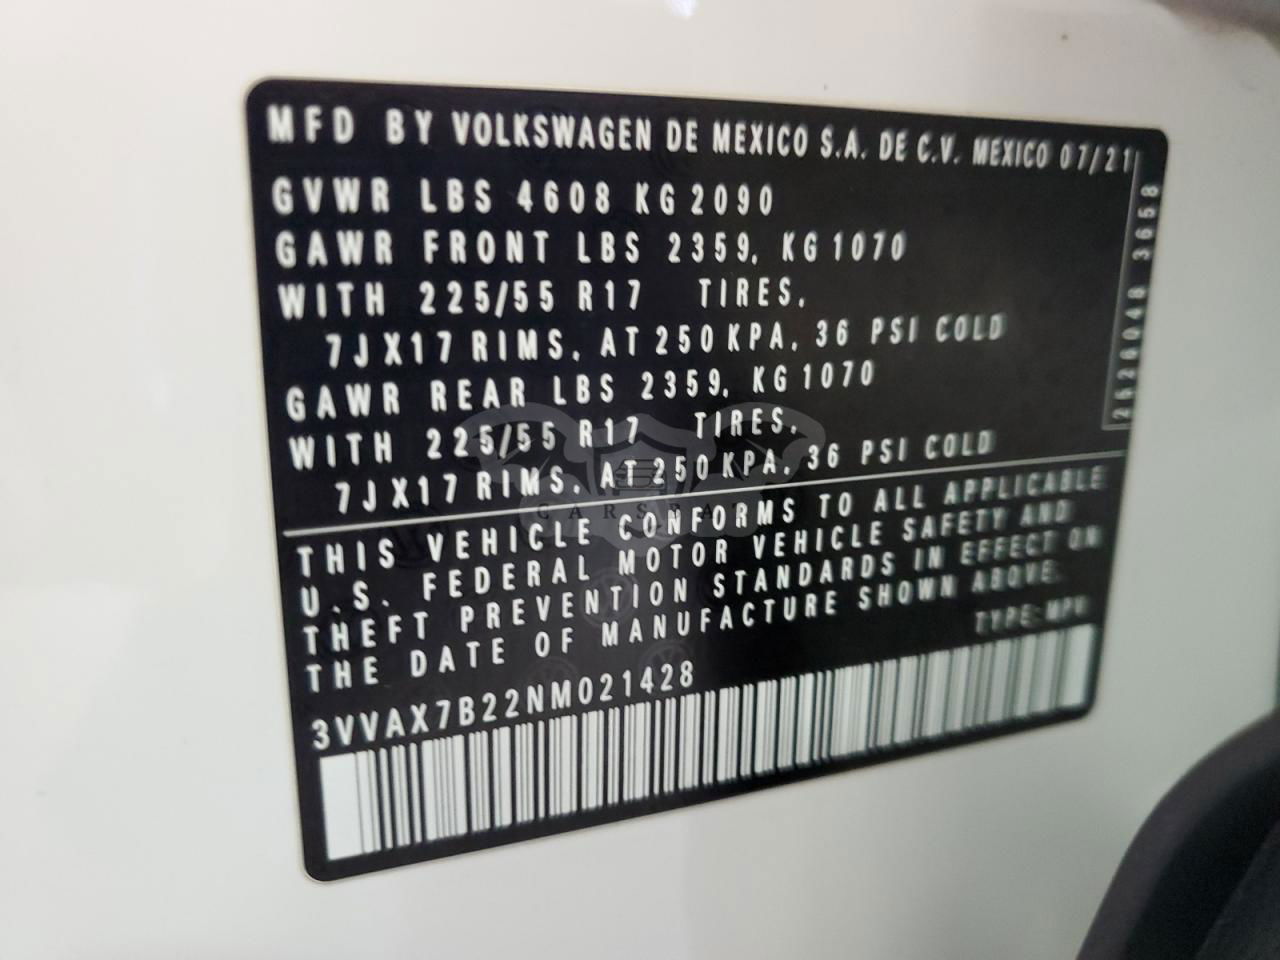 MFD BY VOLKSWAGEN DE MEXICO S.A. DE C.V. MEXICO 07/21
GVWR LBS 4608 KG 2090
GAWR FRONT LBS 2359, KG 1070
WITH 225/55 R17 TIRES,
7JX17 RIMS, AT 250 KPA, 36 PSI COLD
GAWR REAR LBS 2359, KG 1070
WITH 225/55 R17 TIRES,
7JX17 RIMS, AT 250 KPA, 36 PSI COLD
2526048 3658
THIS VEHICLE CONFORMS TO ALL APPLICABLE
U.S. FEDERAL MOTOR VEHICLE SAFETY AND
THEFT PREVENTION STANDARDS IN EFFECT ON
THE DATE OF MANUFACTURE SHOWN ABOVE.
TYPE: MPV
3VVAX7B22NM021428